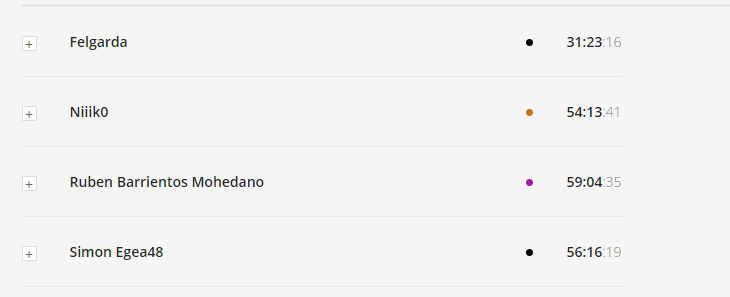 Felgarda 31:23:16
Niiik0 54:13:41
Ruben Barrientos Mohedano 59:04:35
Simon Egea48 56:16:19